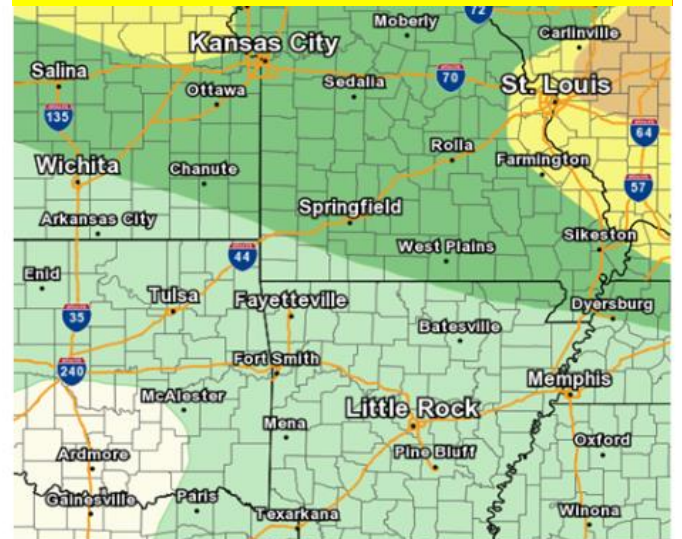 72
Moberly
Carlinville
Kansas City
Salina
Sedalia
70
St. Louis
Ottawa
135
64
Rolla
Wichita
Chanute
Farmington
57
Arkansas City
Springfield
Sikeston
West Plains
44
Enid
Tulsa
Fayetteville
Dyersburg
35
Batesville
240
Fort Smith
Memphis
McAlester
Little Rock
Mena
Oxford
Ardmore
Pine Bluff
Gainesville
Paris
Texarkana
Winona